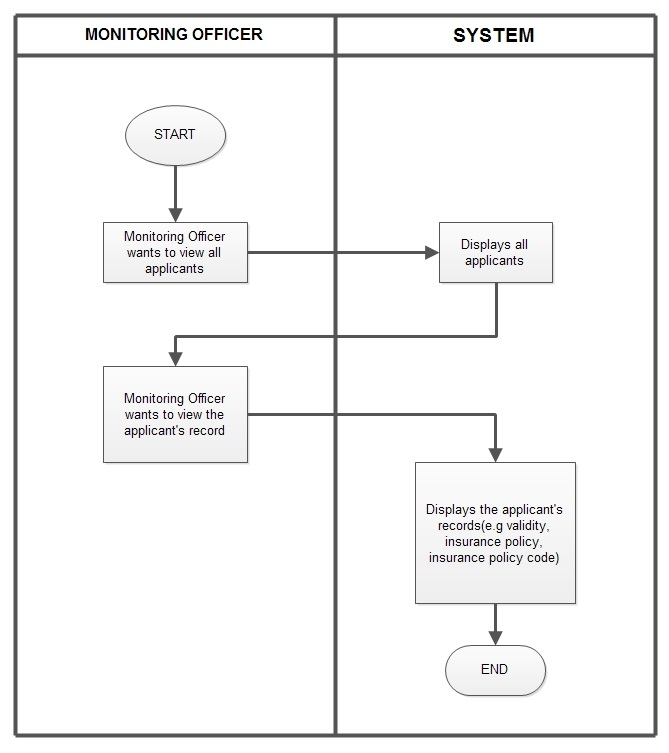 MONITORING OFFICER
SYSTEM
START
Monitoring Officer
wants to view all
applicants
Displays all
applicants
Monitoring Officer
wants to view the
applicant's record
Displays the applicant's
records(e.g validity,
insurance policy,
insurance policy code)
END